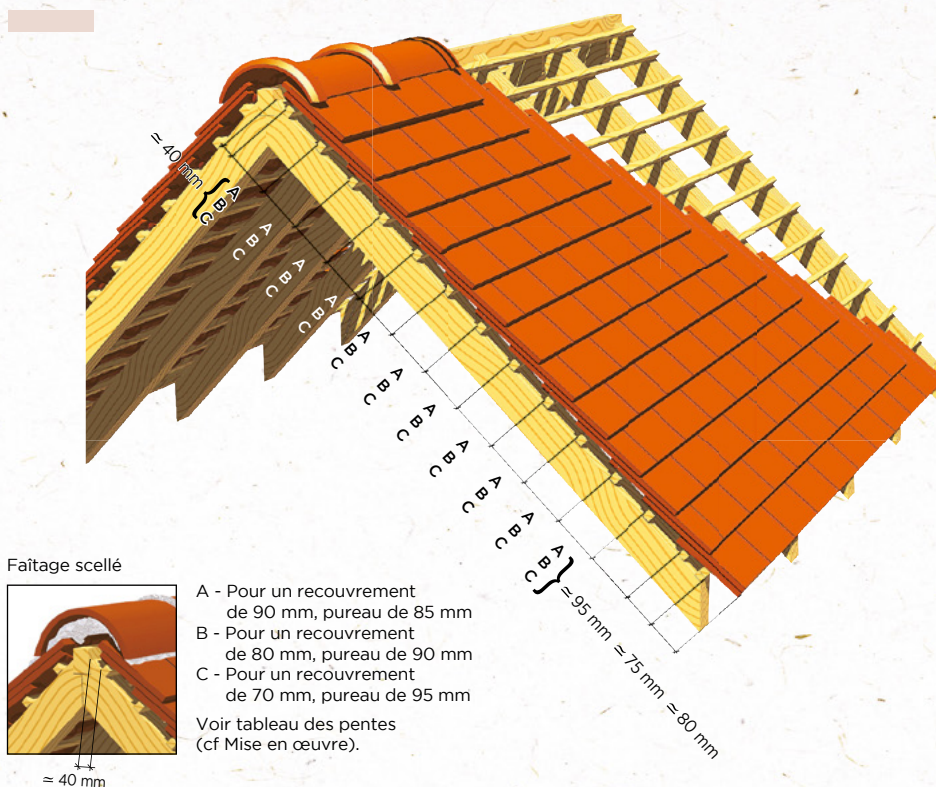 ≃ 40 mm { A B C
A B C
A B C
A B C
A B C
A B C
A B C
A B C
A B C
A B C
A B C } ≃ 95 mm ≃ 75 mm ≃ 80 mm
Faîtage scellé
≃ 40 mm
A - Pour un recouvrement
de 90 mm, pureau de 85 mm
B - Pour un recouvrement
de 80 mm, pureau de 90 mm
C - Pour un recouvrement
de 70 mm, pureau de 95 mm
Voir tableau des pentes
(cf Mise en œuvre).